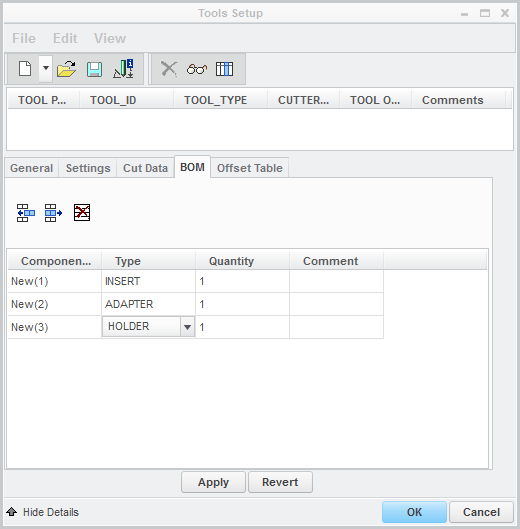 Tools Setup
File Edit View
TOOL P... TOOL_ID TOOL_TYPE CUTTER... TOOL O... Comments
General Settings Cut Data BOM Offset Table
Componen... Type Quantity Comment
New(1) INSERT 1
New(2) ADAPTER 1
New(3) HOLDER 1
Apply Revert
Hide Details OK Cancel